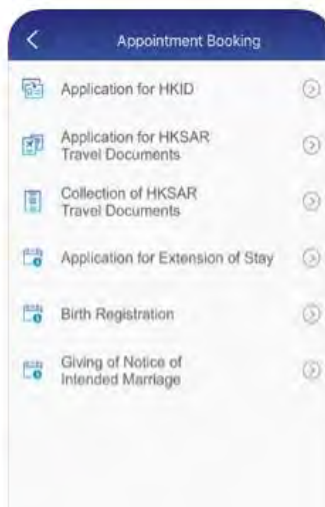 Appointment Booking
Application for HKID
Application for HKSAR
Travel Documents
Collection of HKSAR
Travel Documents
Application for Extension of Stay
Birth Registration
Giving of Notice of
Intended Marriage